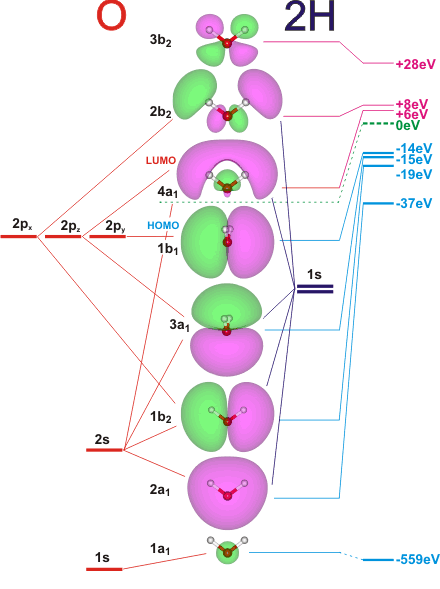 O 2H
3b2
+28eV
2b2
+8eV
+6eV
0eV
LUMO
-14eV
-15eV
-19eV
4a1
-37eV
2px 2pz 2py
HOMO
1b1
1s
3a1
1b2
2s
2a1
1a1
1s
-559eV